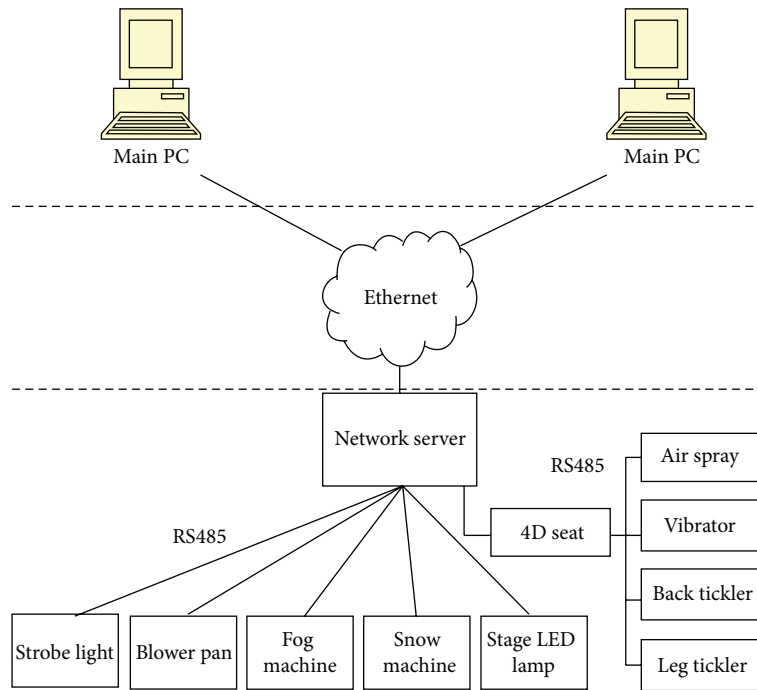 Main PC
Main PC
Ethernet
Network server
RS485
Air spray
RS485
4D seat
Vibrator
Back tickler
Strobe light
Blower pan
Fog
machine
Snow
machine
Stage LED
lamp
Leg tickler